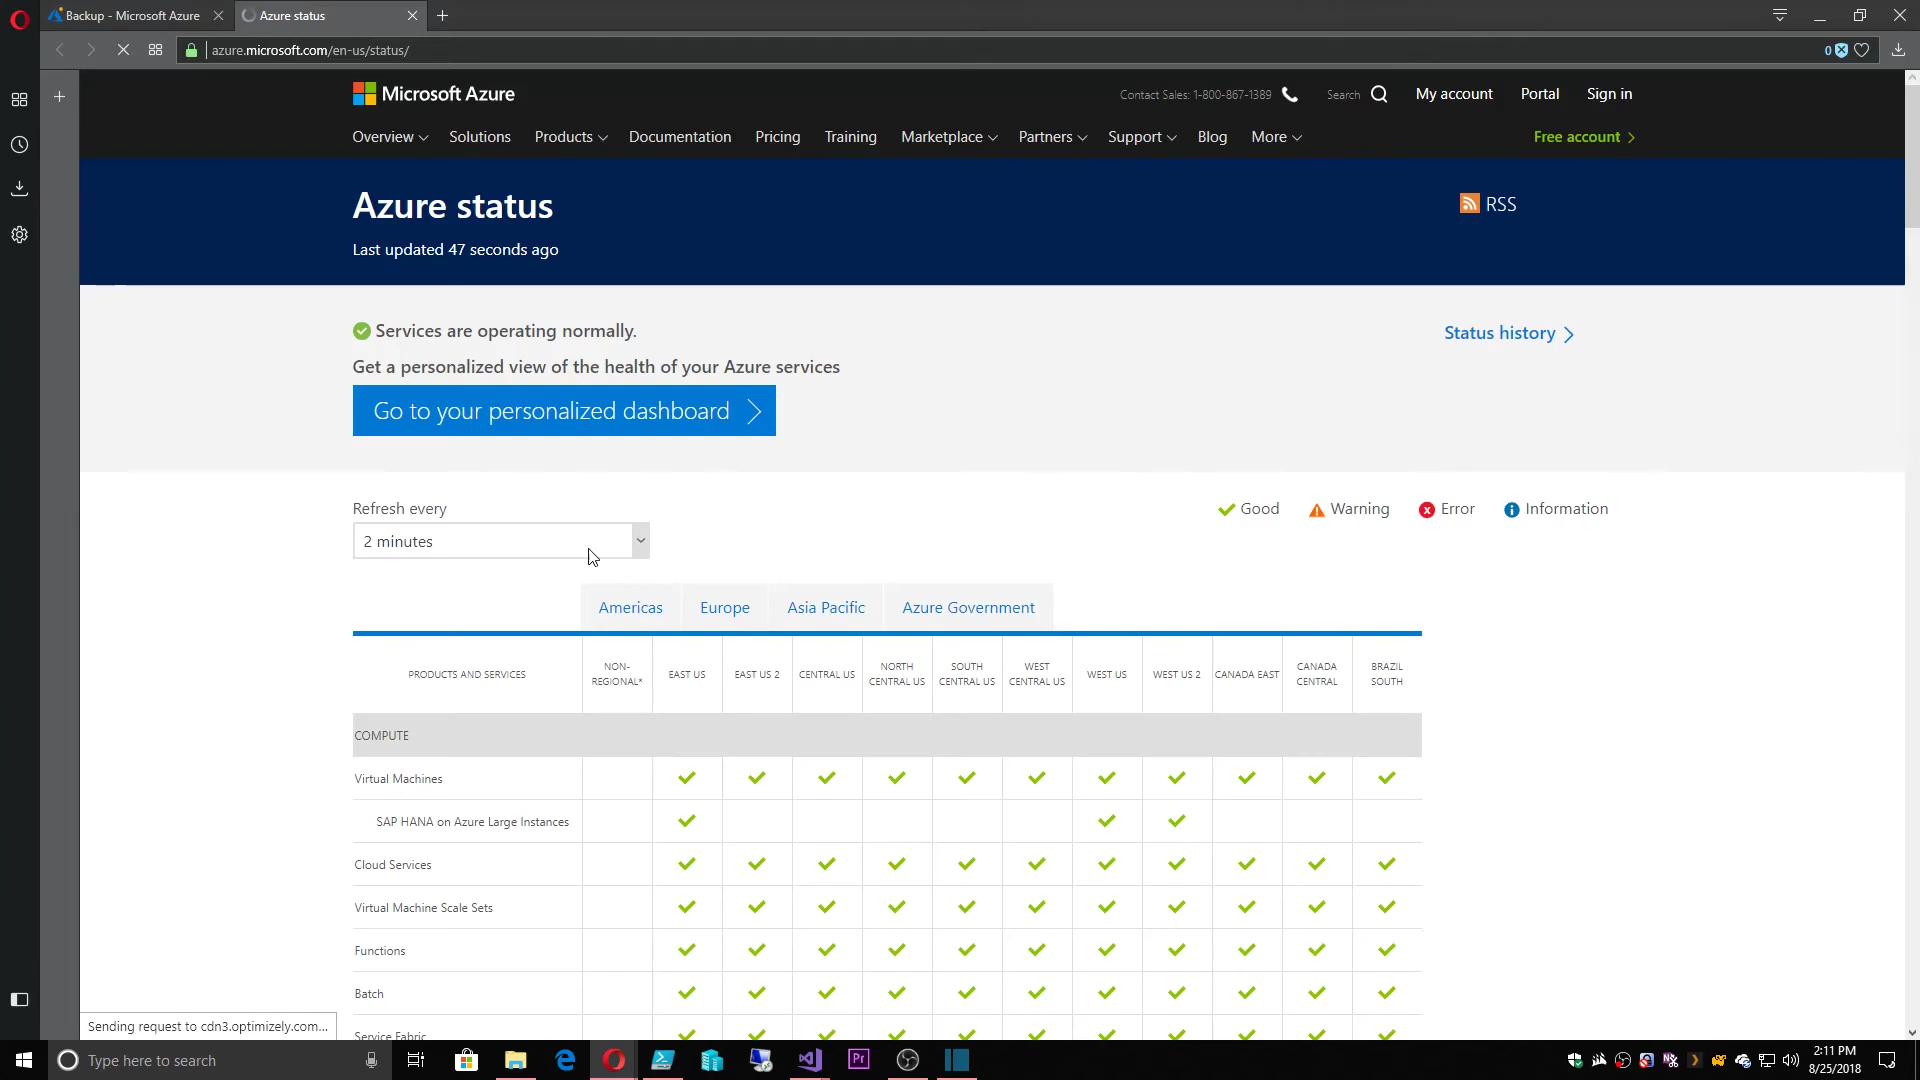 Backup - Microsoft Azure
Azure status
azure.microsoft.com/en-us/status/
0
Microsoft Azure
Contact Sales: 1-800-867-1389
Search
My account
Portal
Sign in
Overview
Solutions
Products
Documentation
Pricing
Training
Marketplace
Partners
Support
Blog
More
Free account
Azure status
RSS
Last updated 47 seconds ago
Services are operating normally.
Status history
Get a personalized view of the health of your Azure services
Go to your personalized dashboard
Refresh every
Good
Warning
Error
Information
2 minutes
Americas
Europe
Asia Pacific
Azure Government
PRODUCTS AND SERVICES
NON-
REGIONAL*
EAST US
EAST US 2
CENTRAL US
NORTH
CENTRAL US
SOUTH
CENTRAL US
WEST
CENTRAL US
WEST US
WEST US 2
CANADA EAST
CANADA
CENTRAL
BRAZIL
SOUTH
COMPUTE
Virtual Machines
SAP HANA on Azure Large Instances
Cloud Services
Virtual Machine Scale Sets
Functions
Batch
Service Fabric
Sending request to cdn3.optimizely.com...
Type here to search
Pr
2:11 PM
8/25/2018